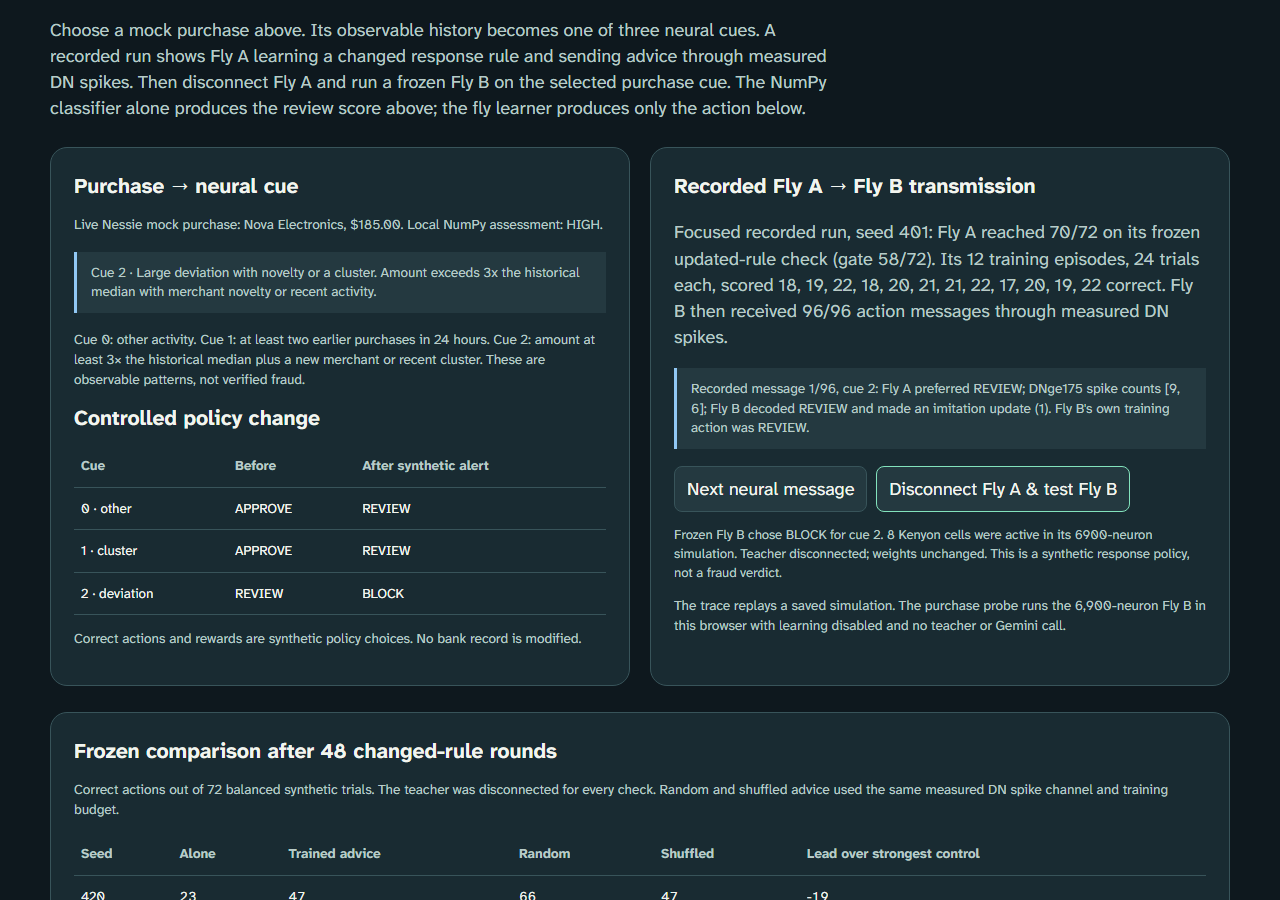 Choose a mock purchase above. Its observable history becomes one of three neural cues. A
recorded run shows Fly A learning a changed response rule and sending advice through measured
DN spikes. Then disconnect Fly A and run a frozen Fly B on the selected purchase cue. The NumPy
classifier alone produces the review score above; the fly learner produces only the action below.
Purchase → neural cue
Live Nessie mock purchase: Nova Electronics, $185.00. Local NumPy assessment: HIGH.
Cue 2 · Large deviation with novelty or a cluster. Amount exceeds 3x the historical
median with merchant novelty or recent activity.
Cue 0: other activity. Cue 1: at least two earlier purchases in 24 hours. Cue 2: amount at
least 3× the historical median plus a new merchant or recent cluster. These are
observable patterns, not verified fraud.
Controlled policy change
Cue Before After synthetic alert
0 · other APPROVE REVIEW
1 · cluster APPROVE REVIEW
2 · deviation REVIEW BLOCK
Correct actions and rewards are synthetic policy choices. No bank record is modified.
Recorded Fly A → Fly B transmission
Focused recorded run, seed 401: Fly A reached 70/72 on its frozen
updated-rule check (gate 58/72). Its 12 training episodes, 24 trials
each, scored 18, 19, 22, 18, 20, 21, 21, 22, 17, 20, 19, 22 correct. Fly
B then received 96/96 action messages through measured DN
spikes.
Recorded message 1/96, cue 2: Fly A preferred REVIEW; DNge175 spike counts [9,
6]; Fly B decoded REVIEW and made an imitation update (1). Fly B's own training
action was REVIEW.
Next neural message
Disconnect Fly A & test Fly B
Frozen Fly B chose BLOCK for cue 2. 8 Kenyon cells were active in its 6900-neuron
simulation. Teacher disconnected; weights unchanged. This is a synthetic response policy,
not a fraud verdict.
The trace replays a saved simulation. The purchase probe runs the 6,900-neuron Fly B in
this browser with learning disabled and no teacher or Gemini call.
Frozen comparison after 48 changed-rule rounds
Correct actions out of 72 balanced synthetic trials. The teacher was disconnected for every check. Random and shuffled advice used the same measured DN spike channel and training
budget.
Seed Alone Trained advice Random Shuffled Lead over strongest control
420 23 47 66 47 -19